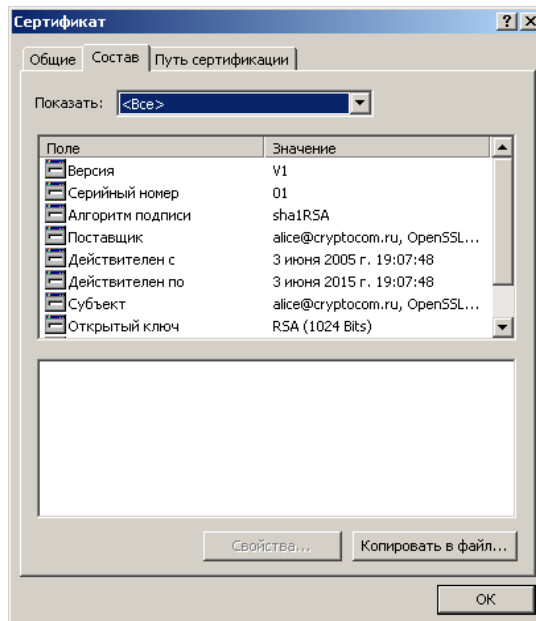 Сертификат
Общие Состав Путь сертификации
Показать: <Все>
Поле Значение
Версия V1
Серийный номер 01
Алгоритм подписи sha1RSA
Поставщик alice@cryptocom.ru, OpenSSL...
Действителен с 3 июня 2005 г. 19:07:48
Действителен по 3 июня 2015 г. 19:07:48
Субъект alice@cryptocom.ru, OpenSSL...
Открытый ключ RSA (1024 Bits)
Свойства... Копировать в файл...
ОК